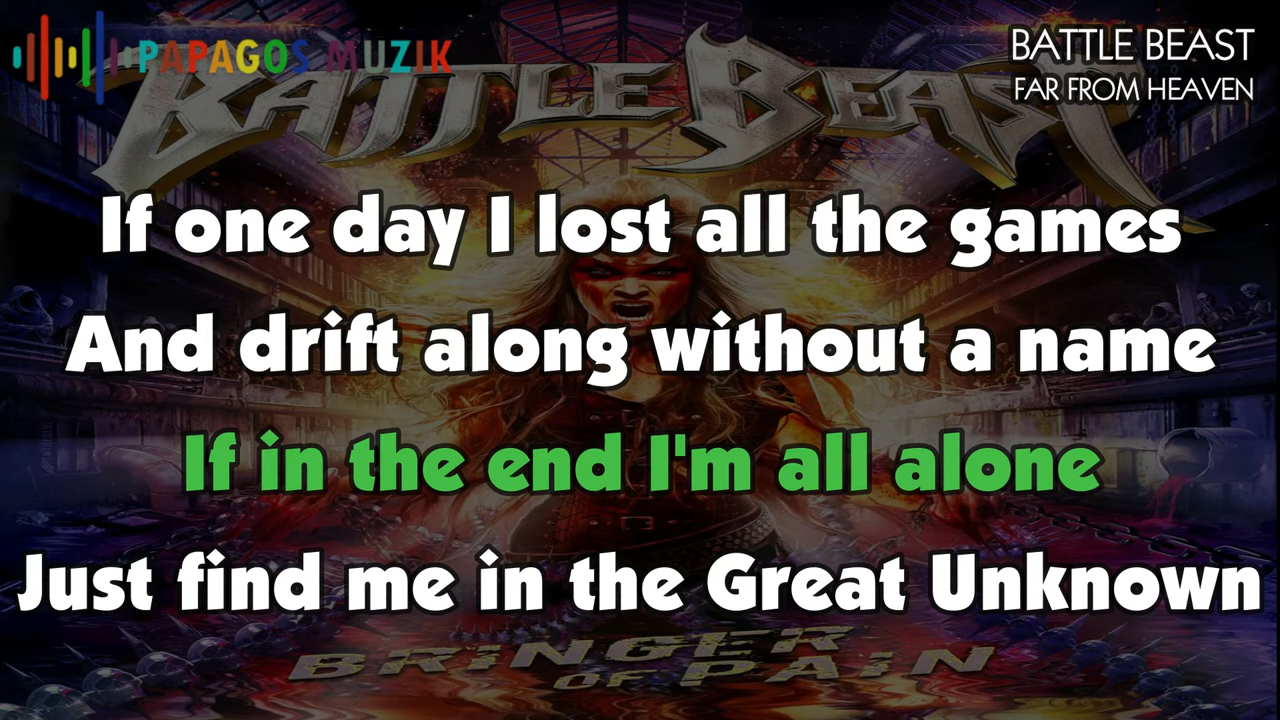 PAPAGOS MUZIK
BATTLE BEAST
FAR FROM HEAVEN
BATTLE BEAST
If one day I lost all the games
And drift along without a name
If in the end I'm all alone
Just find me in the Great Unknown
BRINGER
OF PAIN